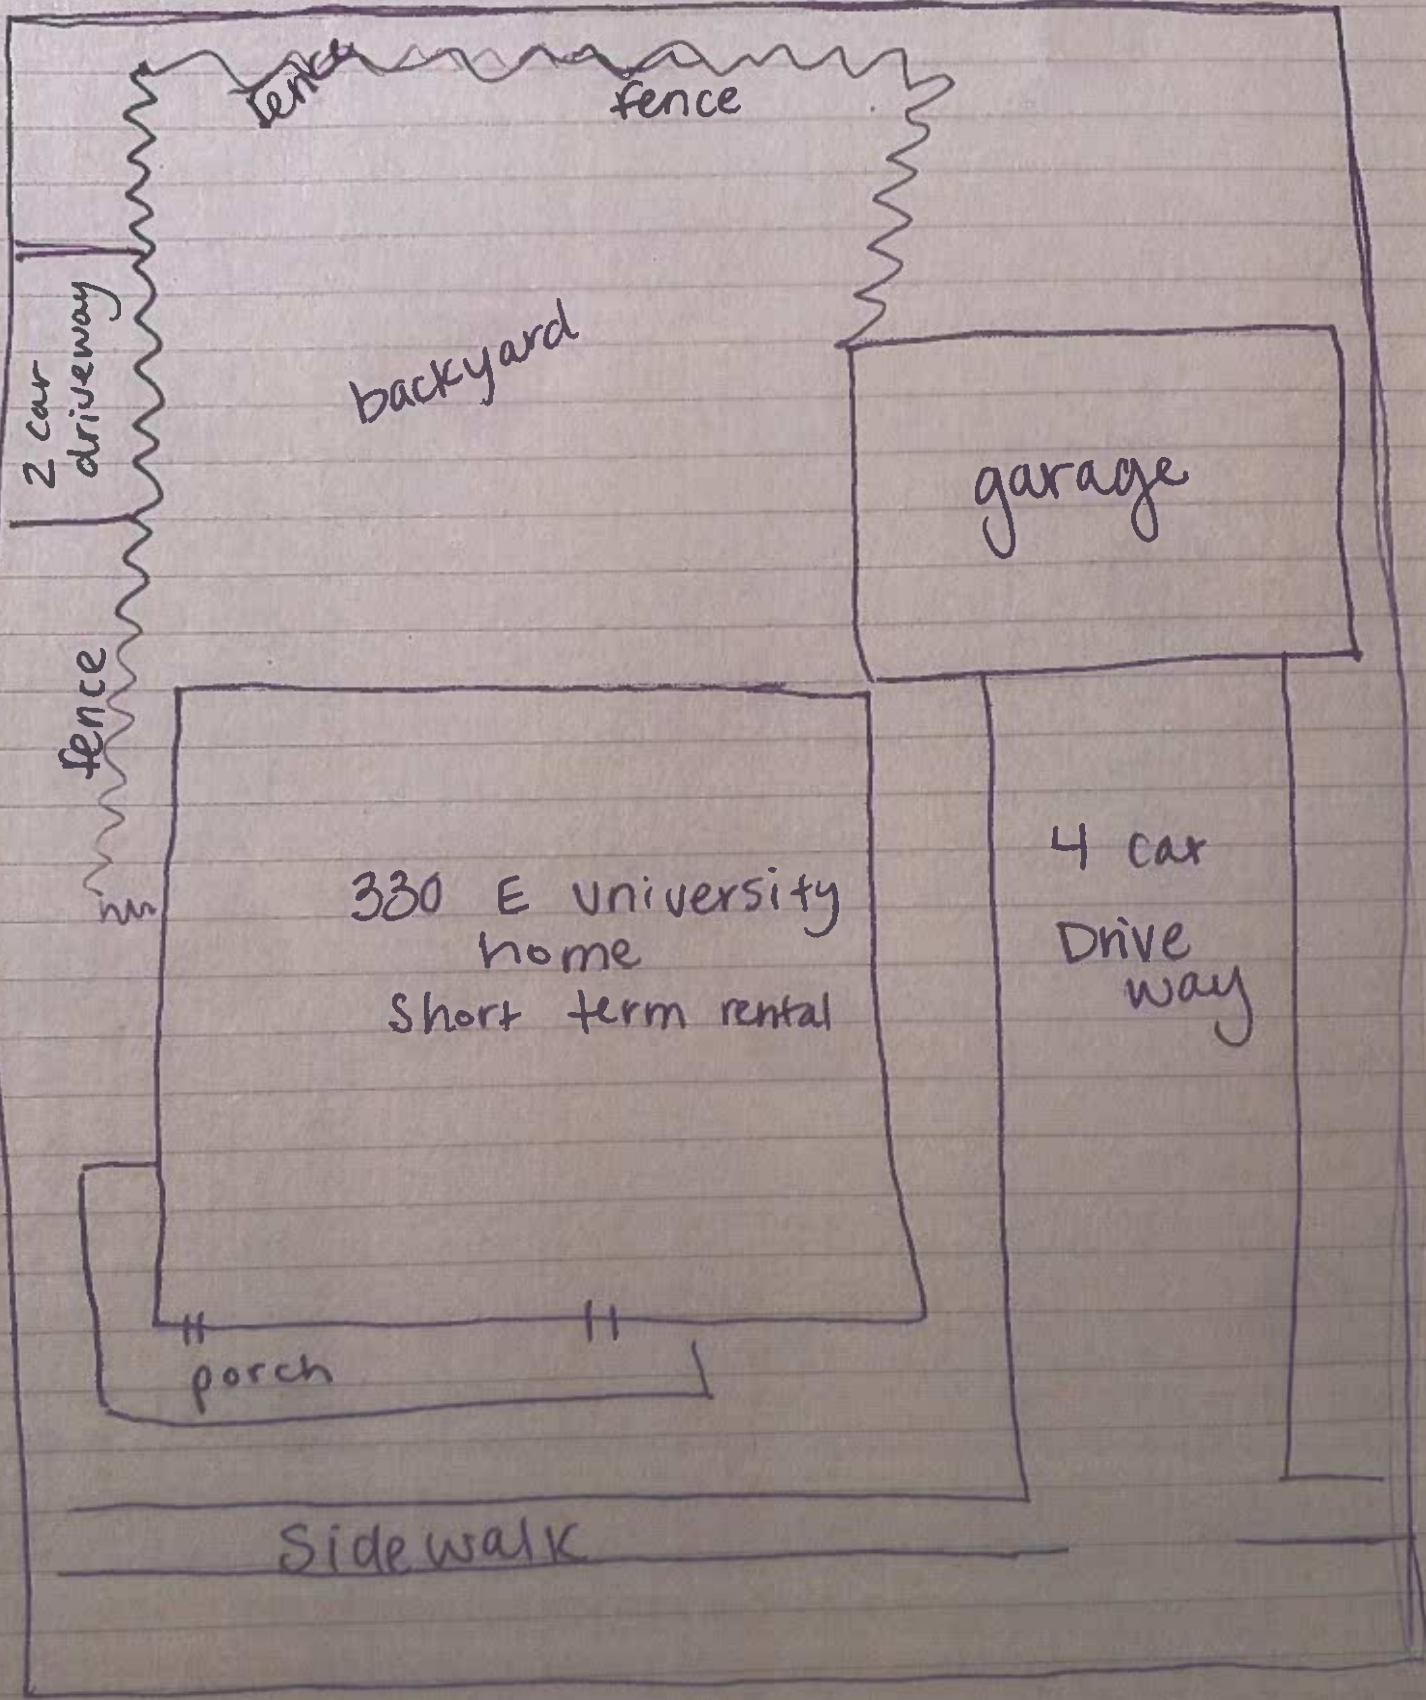 fence
fence
2 car
driveway
backyard
garage
fence
330 E university
home
Short term rental
4 car
Drive
way
porch
Sidewalk